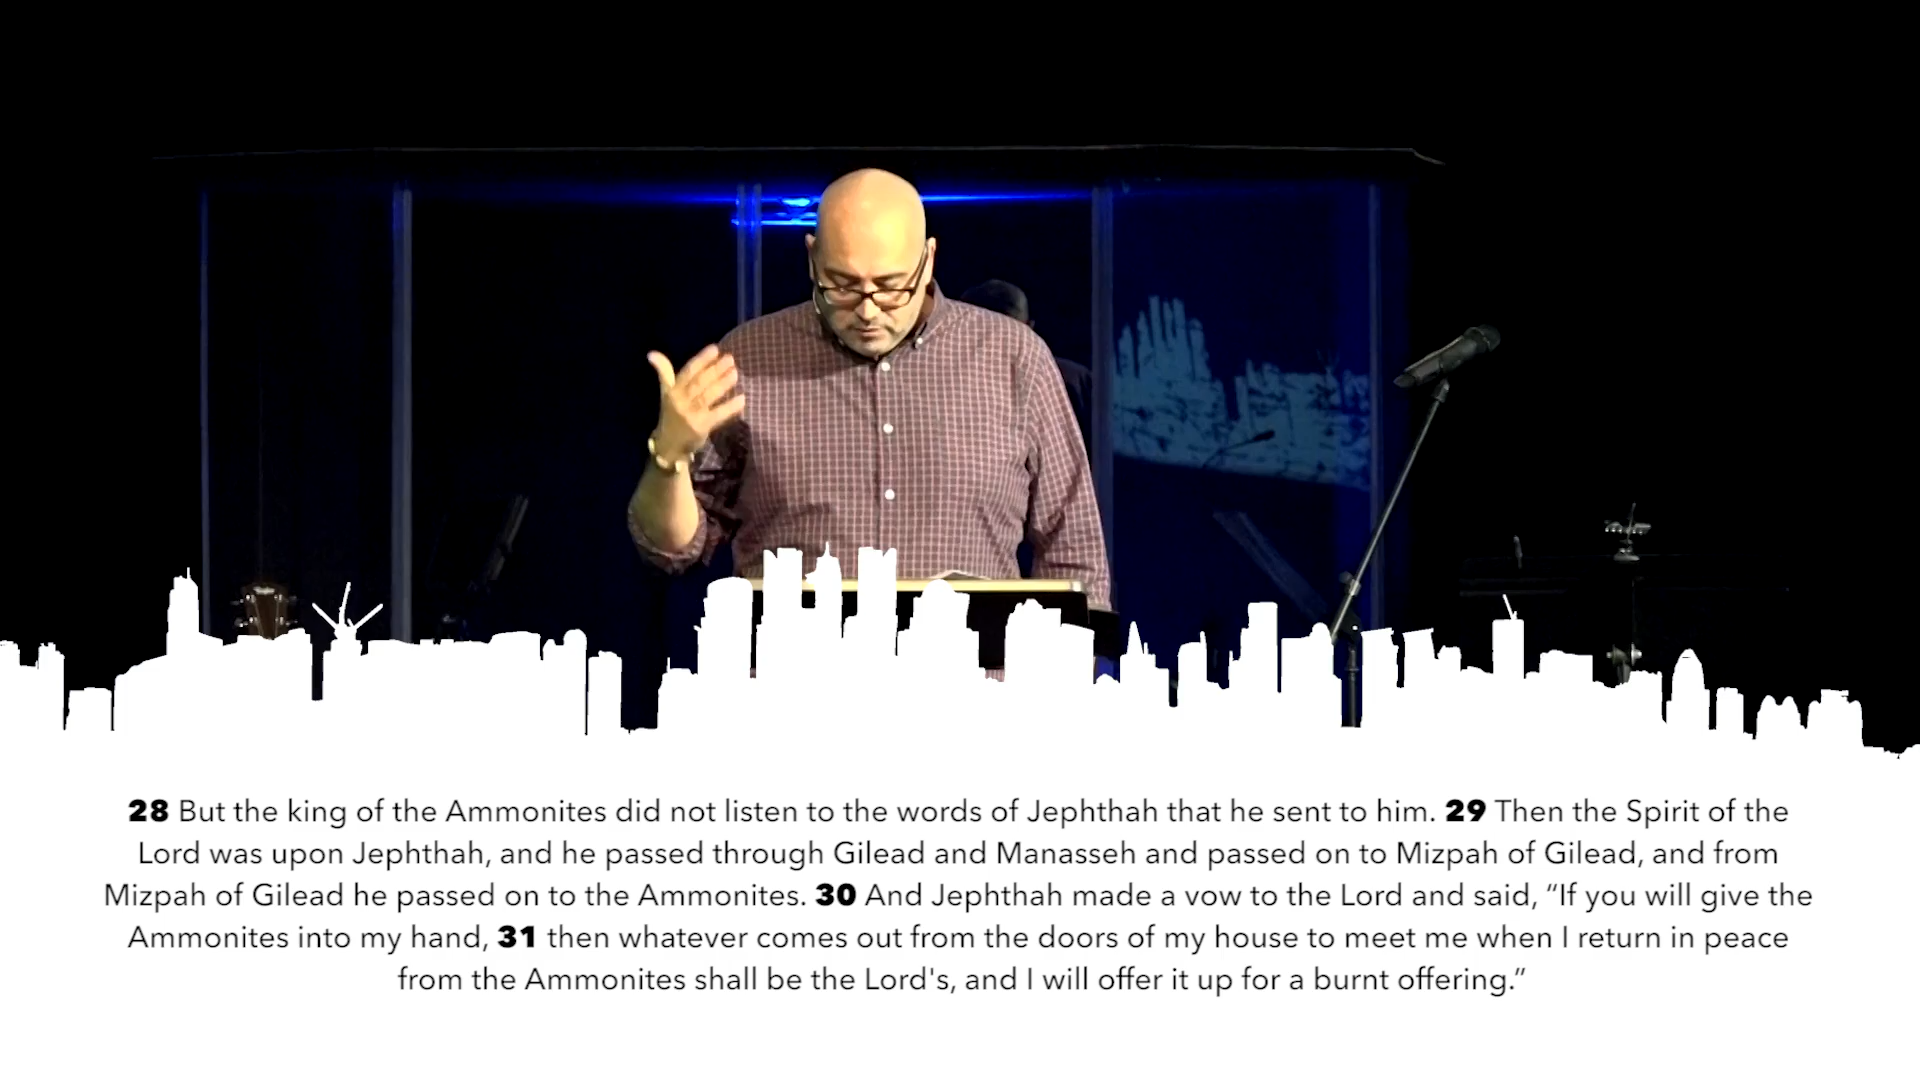 28 But the king of the Ammonites did not listen to the words of Jephthah that he sent to him. 29 Then the Spirit of the
Lord was upon Jephthah, and he passed through Gilead and Manasseh and passed on to Mizpah of Gilead, and from
Mizpah of Gilead he passed on to the Ammonites. 30 And Jephthah made a vow to the Lord and said, “If you will give the
Ammonites into my hand, 31 then whatever comes out from the doors of my house to meet me when I return in peace
from the Ammonites shall be the Lord's, and I will offer it up for a burnt offering.”